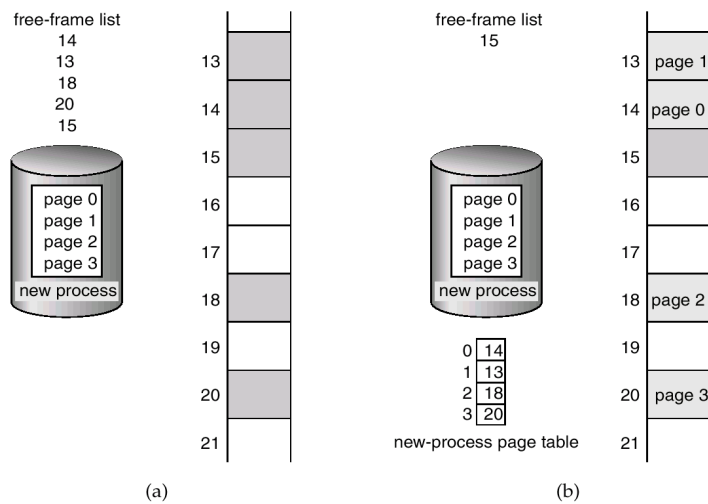 free-frame list
14
13
18
20
15
page 0
page 1
page 2
page 3
new process
13
14
15
16
17
18
19
20
21
(a)
free-frame list
15
page 0
page 1
page 2
page 3
new process
0 14
1 13
2 18
3 20
new-process page table
13 page 1
14 page 0
15
16
17
18 page 2
19
20 page 3
21
(b)